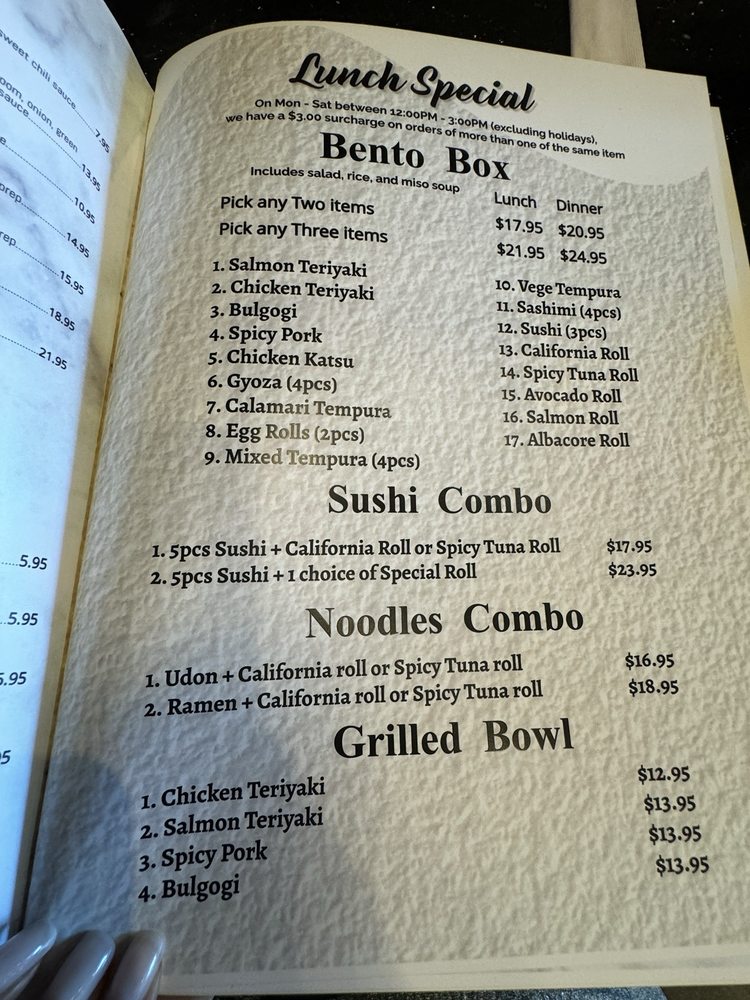 sweet chili sauce
7.95
oom, onion, green
sauce
13.95
10.95
prep
14.95
rep
15.95
18.95
21.95
5.95
5.95
5.95
Lunch Special
On Mon - Sat between 12:00PM - 3:00PM (excluding holidays),
we have a $3.00 surcharge on orders of more than one of the same item
Bento Box
Includes salad, rice, and miso soup
Lunch Dinner
Pick any Two items $17.95 $20.95
Pick any Three items $21.95 $24.95
1. Salmon Teriyaki
2. Chicken Teriyaki
3. Bulgogi
4. Spicy Pork
5. Chicken Katsu
6. Gyoza (4pcs)
7. Calamari Tempura
8. Egg Rolls (2pcs)
9. Mixed Tempura (4pcs)
10. Vege Tempura
11. Sashimi (4pcs)
12. Sushi (3pcs)
13. California Roll
14. Spicy Tuna Roll
15. Avocado Roll
16. Salmon Roll
17. Albacore Roll
Sushi Combo
1. 5pcs Sushi + California Roll or Spicy Tuna Roll $17.95
2. 5pcs Sushi + 1 choice of Special Roll $23.95
Noodles Combo
1. Udon + California roll or Spicy Tuna roll $16.95
2. Ramen + California roll or Spicy Tuna roll $18.95
Grilled Bowl
1. Chicken Teriyaki $12.95
2. Salmon Teriyaki $13.95
3. Spicy Pork $13.95
4. Bulgogi $13.95